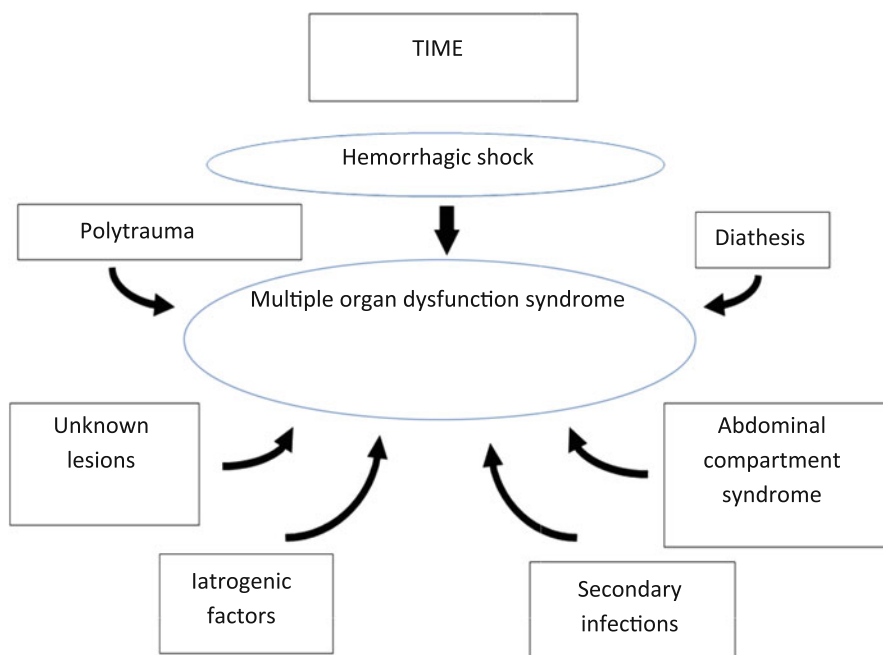 TIME
Hemorrhagic shock
Polytrauma
Diathesis
Multiple organ dysfunction syndrome
Unknown
lesions
Abdominal
compartment
syndrome
Iatrogenic
factors
Secondary
infections